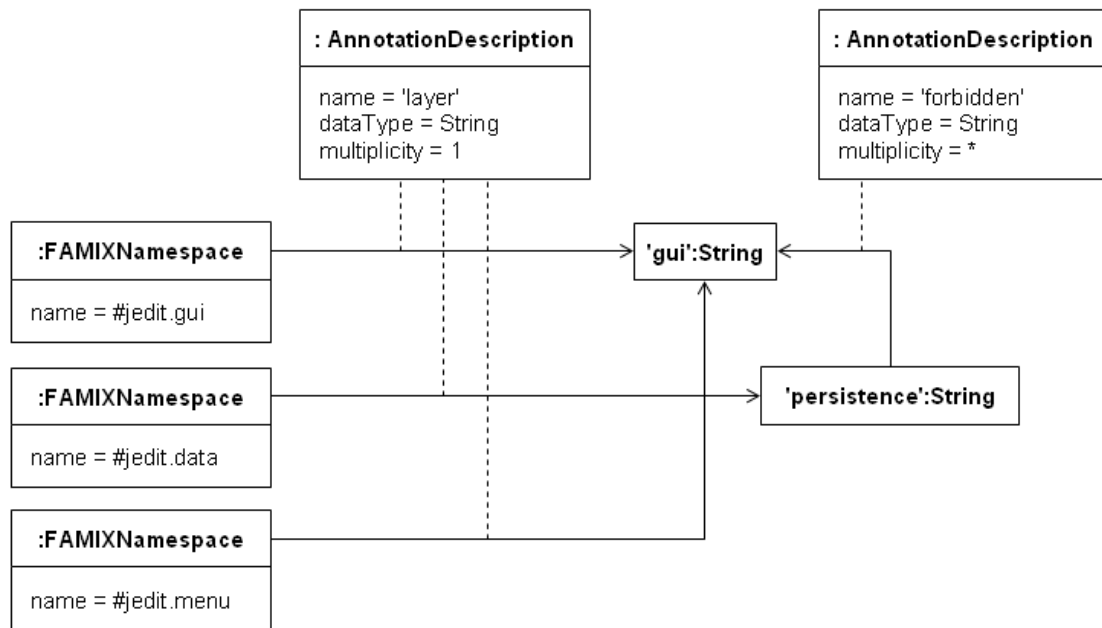 : AnnotationDescription
name = 'layer'
dataType = String
multiplicity = 1
: AnnotationDescription
name = 'forbidden'
dataType = String
multiplicity = *
:FAMIXNamespace
name = #jedit.gui
'gui':String
:FAMIXNamespace
name = #jedit.data
'persistence':String
:FAMIXNamespace
name = #jedit.menu